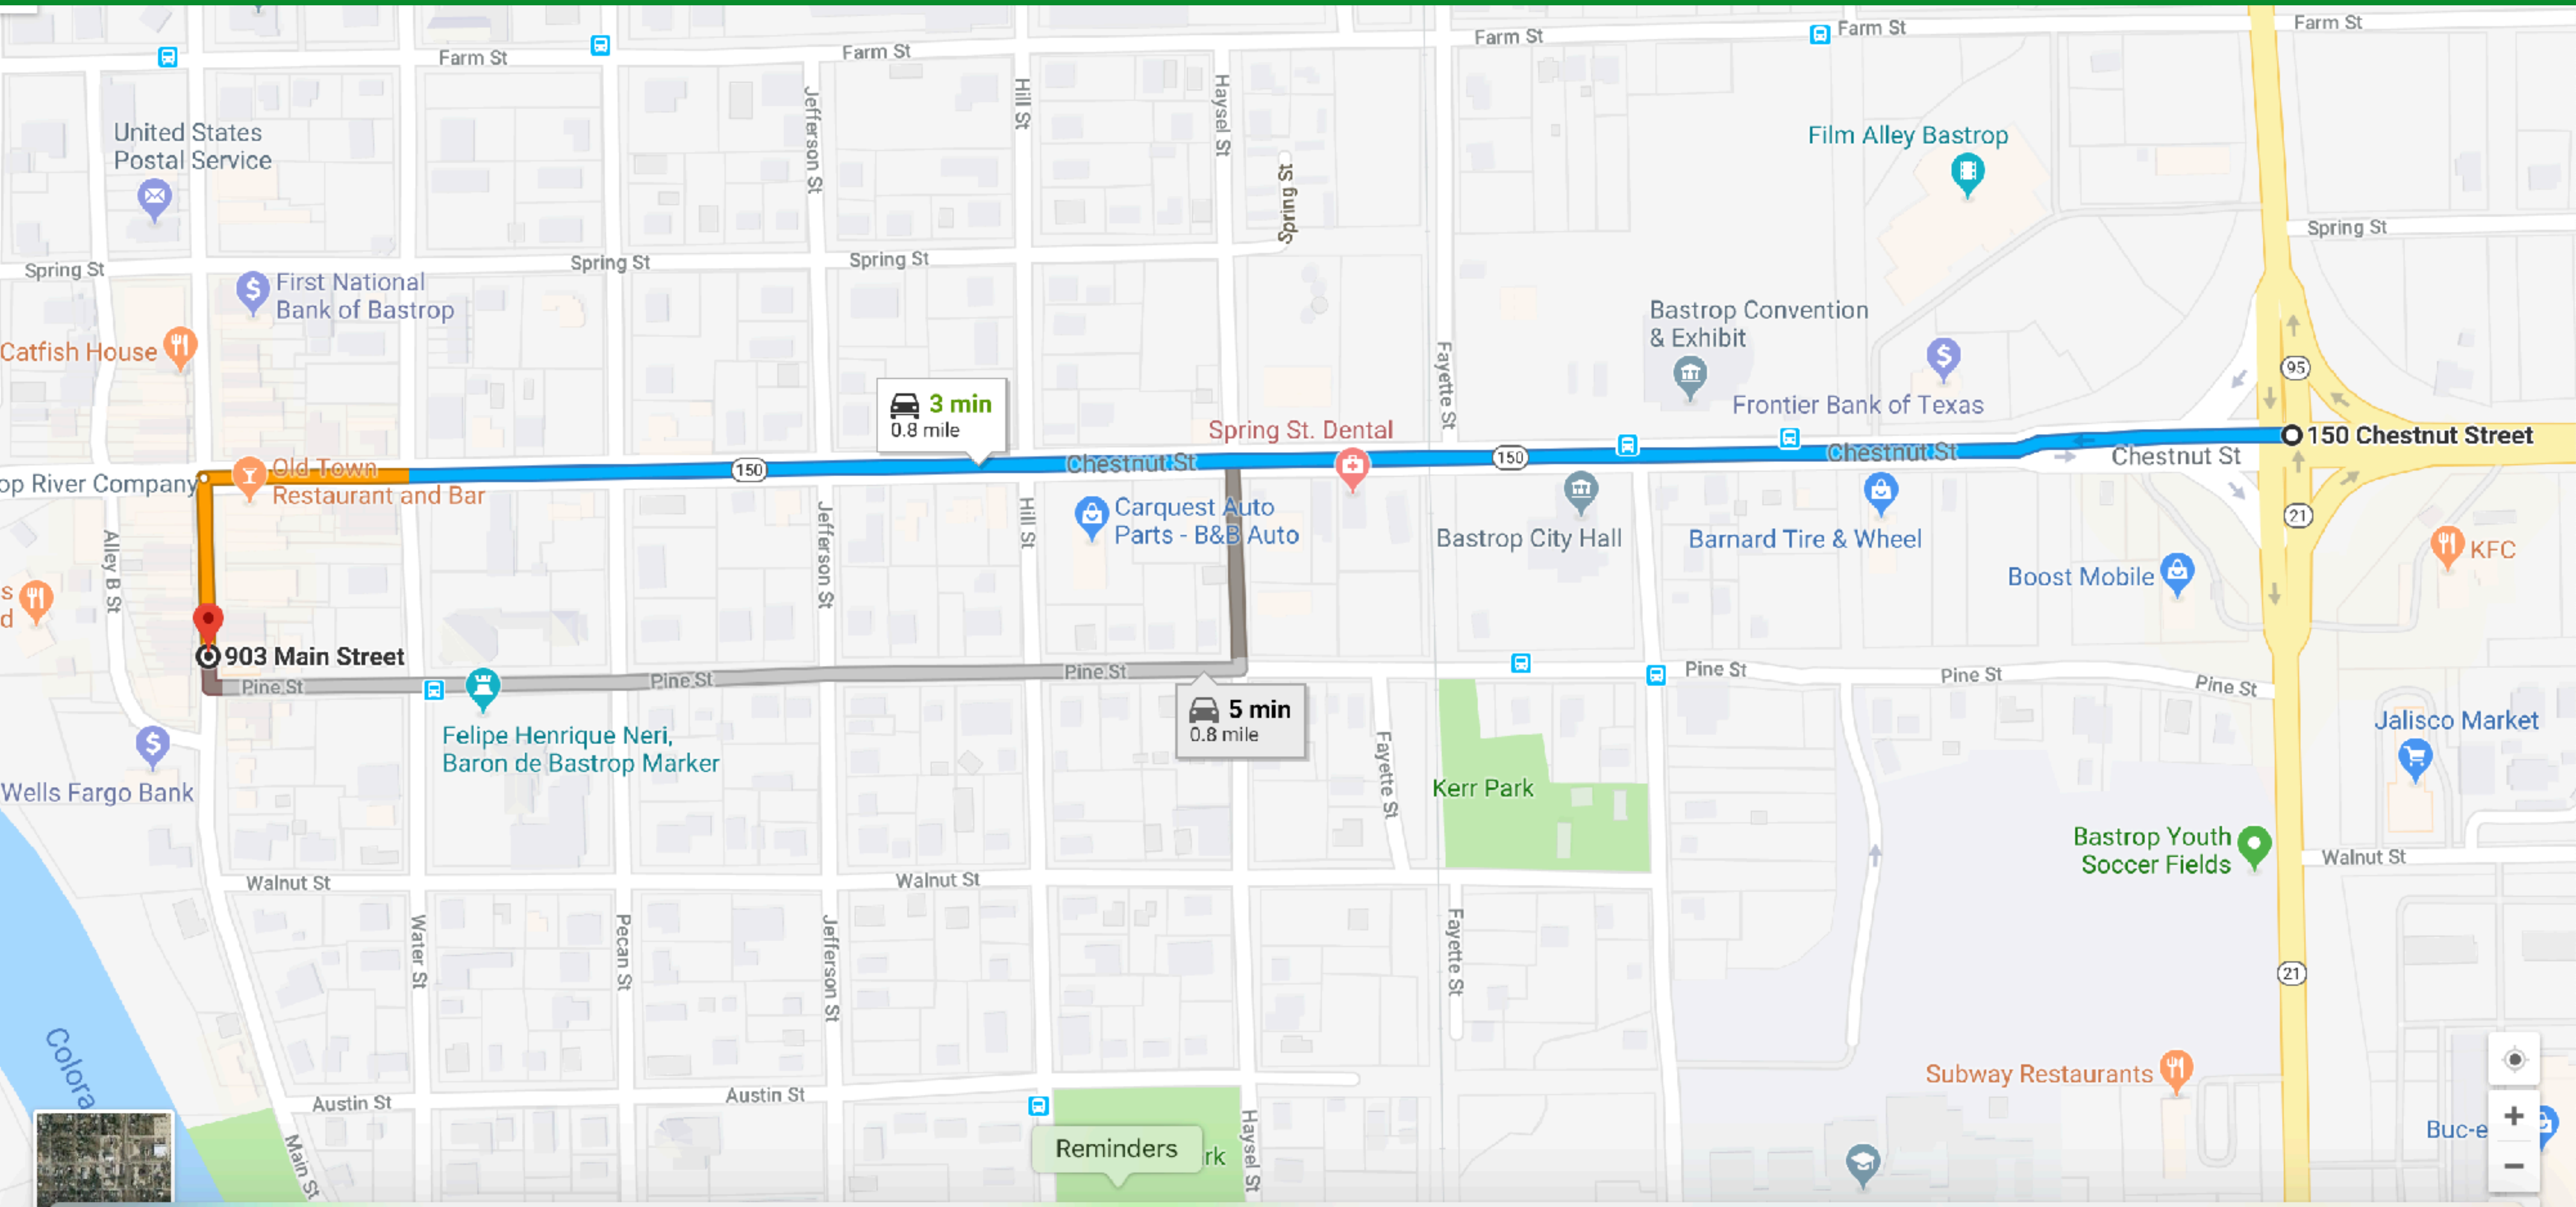 Farm St
Farm St
Farm St
Farm St
Farm St
Jefferson St
Hill St
Haysel St
Spring St
United States
Postal Service
Film Alley Bastrop
Spring St
Spring St
Spring St
Spring St
First National
Bank of Bastrop
Catfish House
Fayette St
Bastrop Convention
& Exhibit
Frontier Bank of Texas
95
3 min
0.8 mile
Spring St. Dental
150 Chestnut Street
op River Company
Old Town
Restaurant and Bar
150
Chestnut St
150
Chestnut St
Chestnut St
Alley B St
Jefferson St
Hill St
Carquest Auto
Parts - B&B Auto
Bastrop City Hall
Barnard Tire & Wheel
21
KFC
Boost Mobile
s
d
903 Main Street
Pine St
Pine St
Pine St
Pine St
Pine St
Pine St
5 min
0.8 mile
Felipe Henrique Neri,
Baron de Bastrop Marker
Wells Fargo Bank
Fayette St
Kerr Park
Jalisco Market
Bastrop Youth
Soccer Fields
Walnut St
Walnut St
Walnut St
Water St
Pecan St
Jefferson St
Fayette St
21
Colora
Austin St
Austin St
Subway Restaurants
Main St
Reminders
rk
Haysel St
Buc-e
+
−